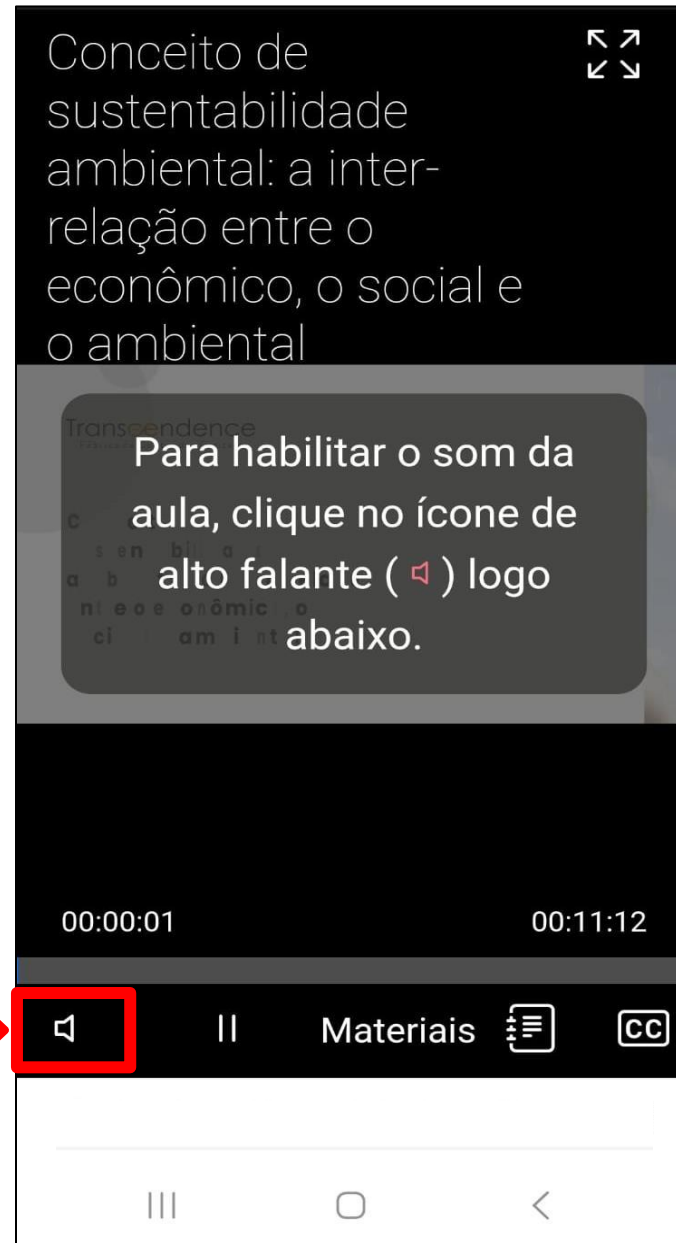 Conceito de
sustentabilidade
ambiental: a inter-
relação entre o
econômico, o social e
o ambiental
Transcendence
Para habilitar o som da
aula, clique no ícone de
alto falante ( ) logo
abaixo.
00:00:01 00:11:12
Materiais CC